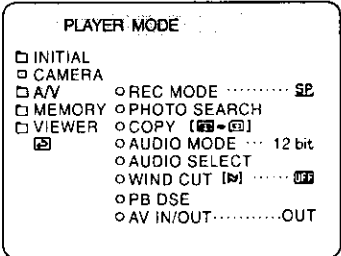 PLAYER MODE
INITIAL
CAMERA
A/V REC MODE ·········· SP
MEMORY PHOTO SEARCH
VIEWER COPY [ - ]
AUDIO MODE ··· 12 bit
AUDIO SELECT
WIND CUT [ ] ······ OFF
PB DSE
AV IN/OUT ·········· OUT